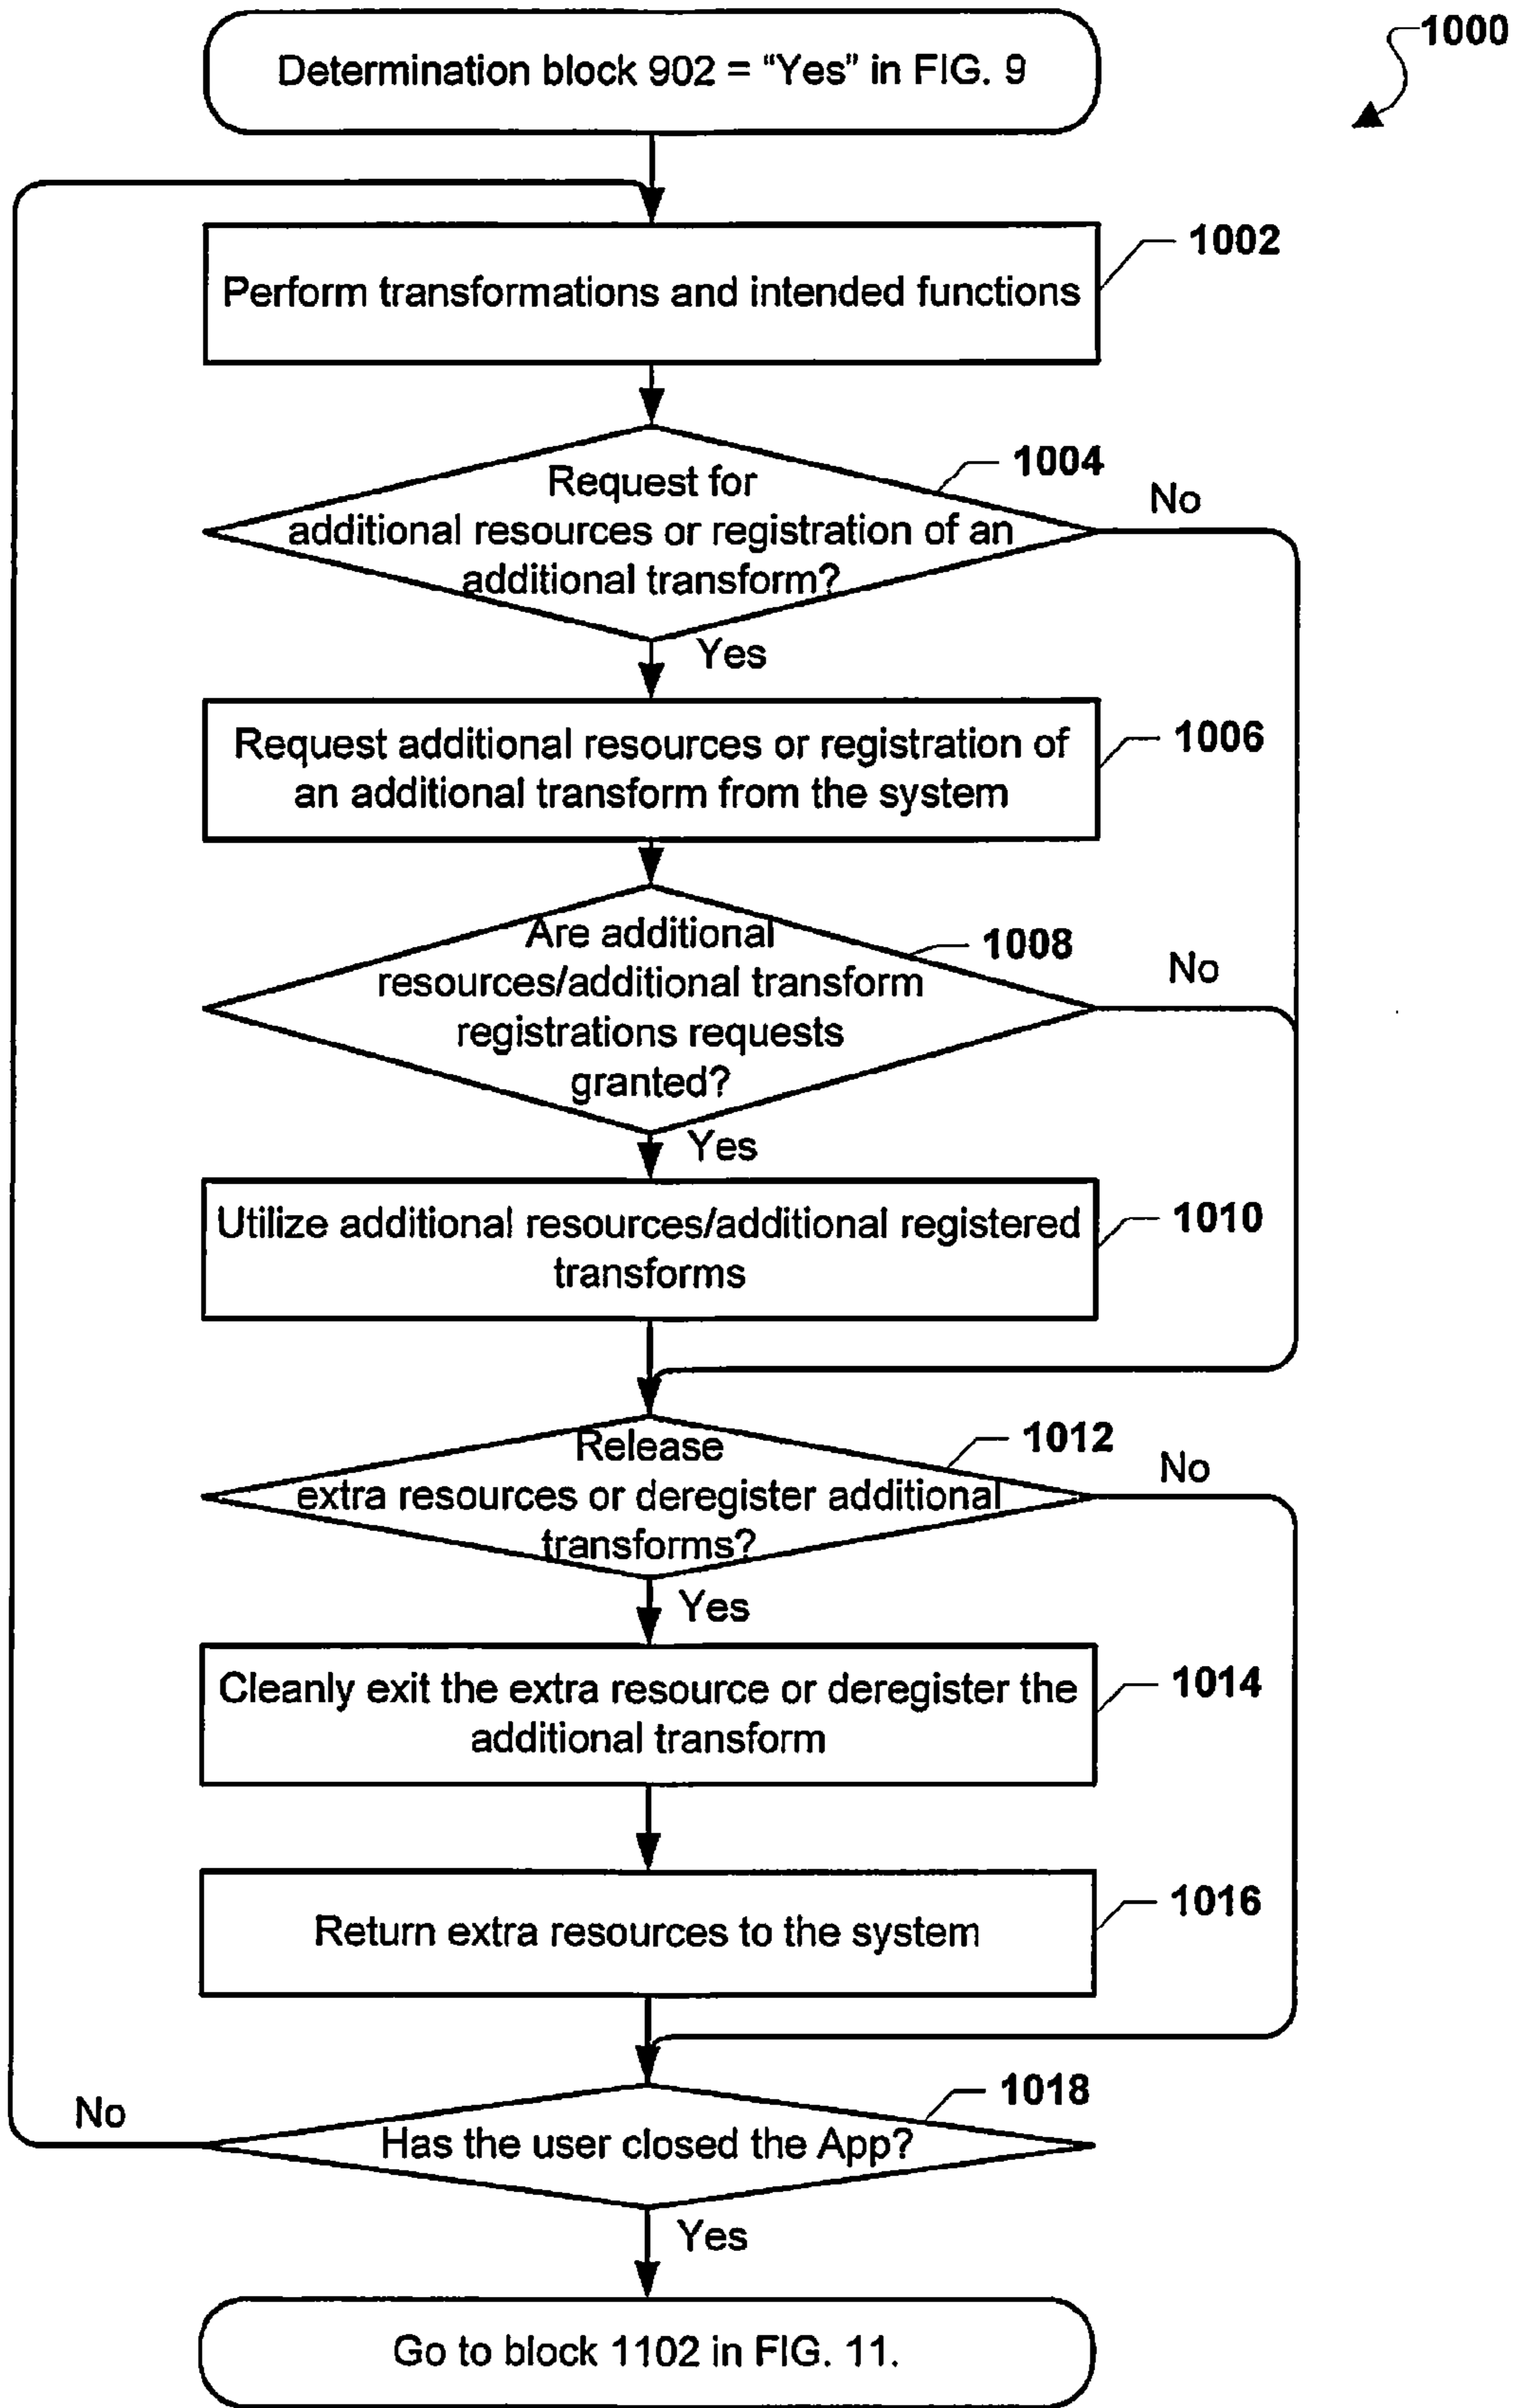 1000
Determination block 902 = “Yes” in FIG. 9
1002
Perform transformations and intended functions
1004
Request for
additional resources or registration of an
additional transform?
No
Yes
1006
Request additional resources or registration of
an additional transform from the system
1008
Are additional
resources/additional transform
registrations requests
granted?
No
Yes
1010
Utilize additional resources/additional registered
transforms
1012
Release
extra resources or deregister additional
transforms?
No
Yes
1014
Cleanly exit the extra resource or deregister the
additional transform
1016
Return extra resources to the system
1018
Has the user closed the App?
No
Yes
Go to block 1102 in FIG. 11.